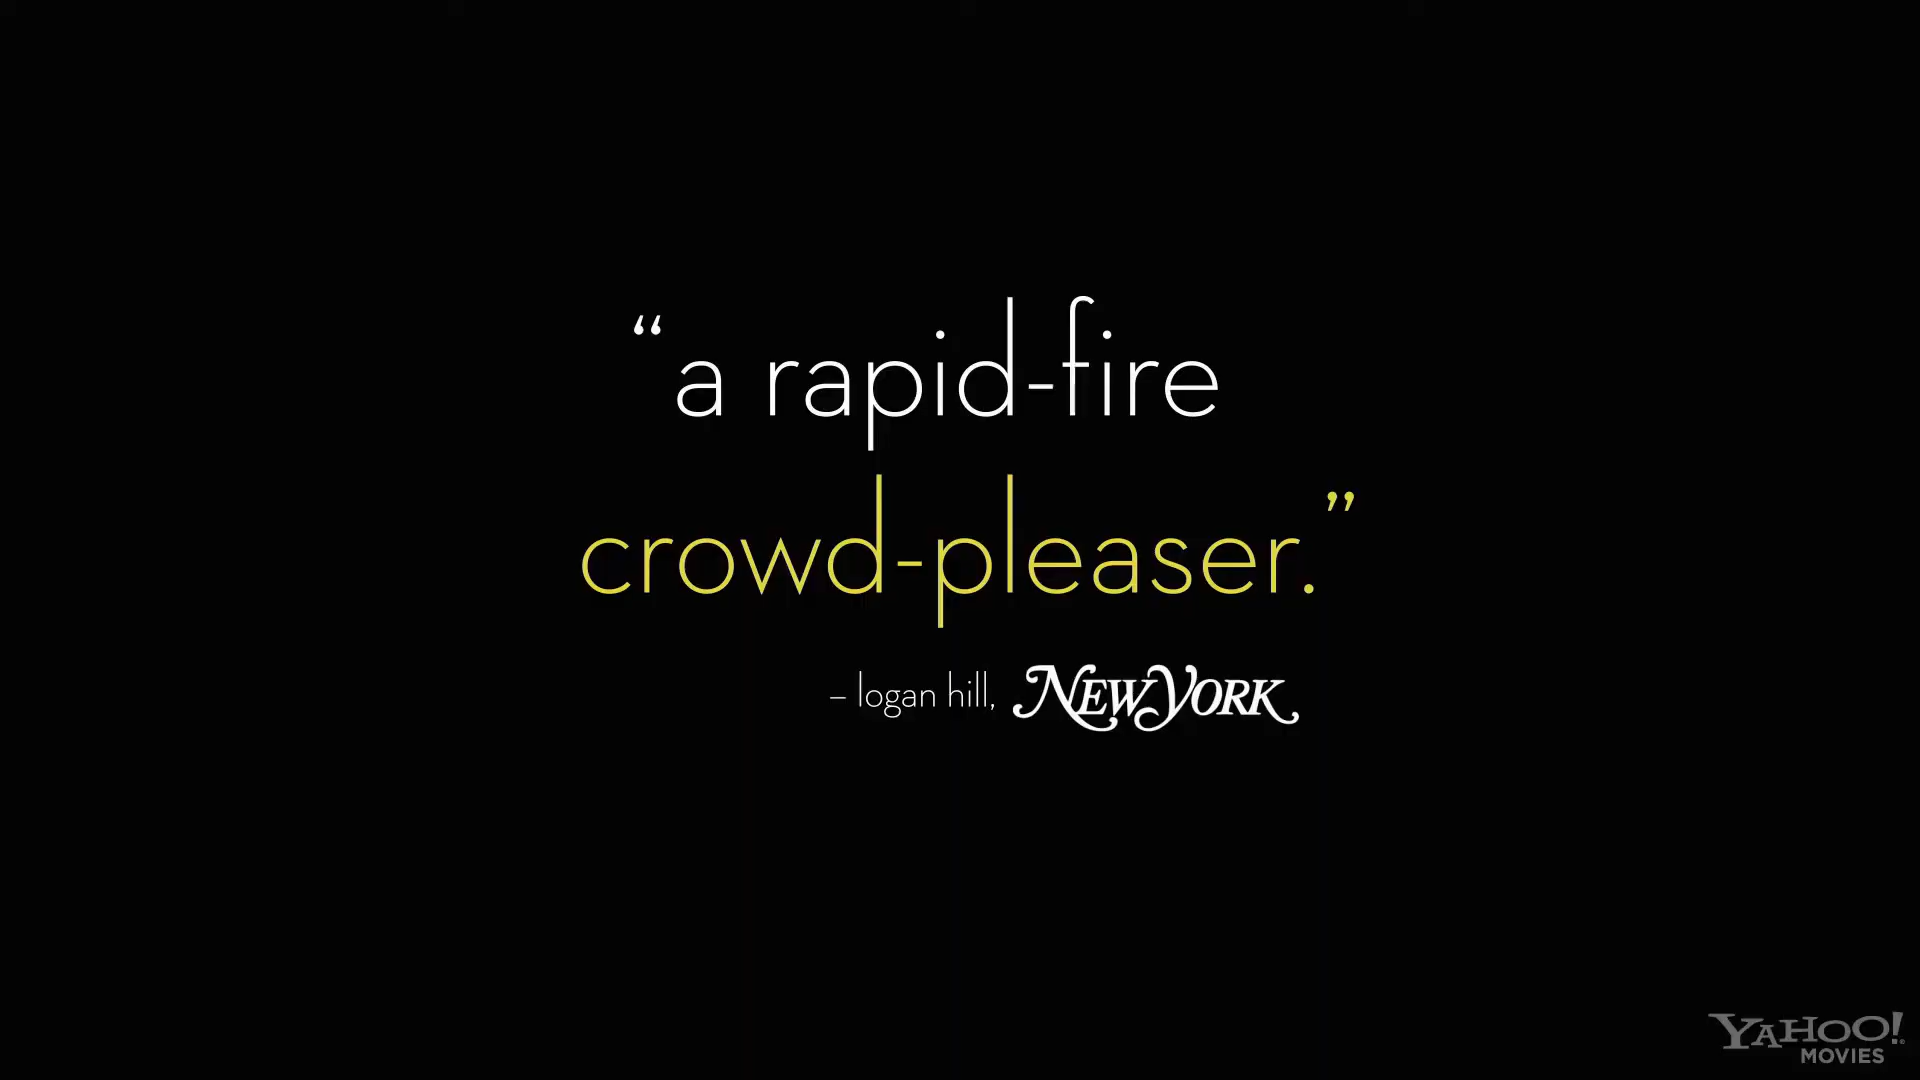 “a rapid-fire
crowd-pleaser.”
– logan hill, NEW YORK
YAHOO!
MOVIES